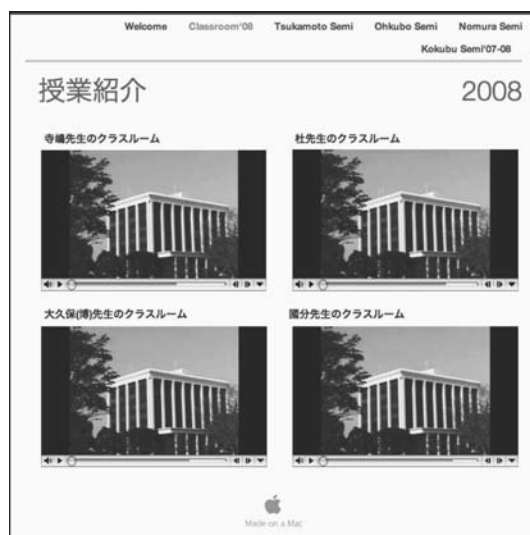 Welcome Classroom'08 Tsukamoto Semi Ohkubo Semi Nomura Semi
Kokubu Semi'07-08
授業紹介 2008
寺嶋先生のクラスルーム 杜先生のクラスルーム
大久保(博)先生のクラスルーム 國分先生のクラスルーム
Made on a Mac